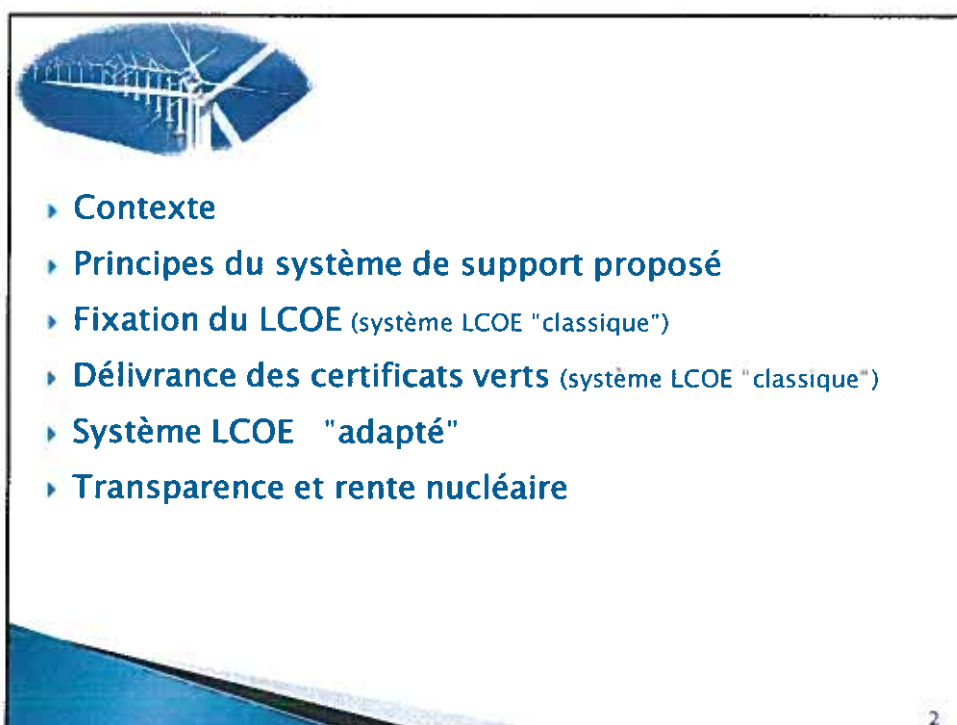 Contexte
Principes du système de support proposé
Fixation du LCOE (système LCOE "classique")
Délivrance des certificats verts (système LCOE "classique")
Système LCOE "adapté"
Transparence et rente nucléaire
2